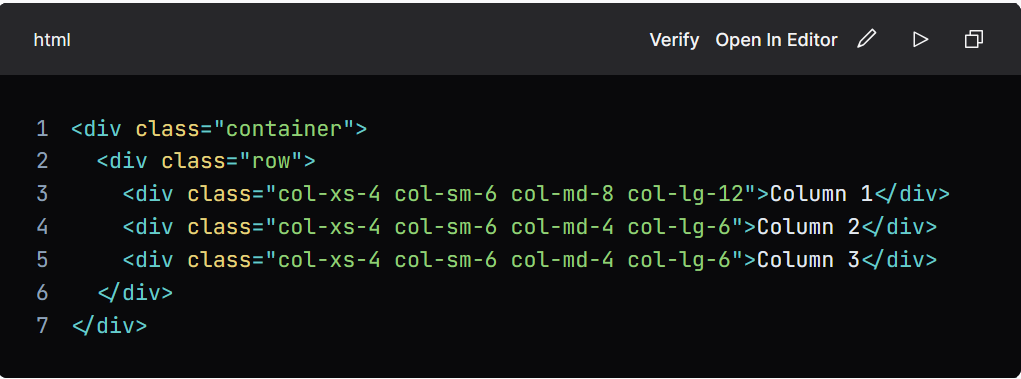 html Verify Open In Editor
1 <div class="container">
2 <div class="row">
3 <div class="col-xs-4 col-sm-6 col-md-8 col-lg-12">Column 1</div>
4 <div class="col-xs-4 col-sm-6 col-md-4 col-lg-6">Column 2</div>
5 <div class="col-xs-4 col-sm-6 col-md-4 col-lg-6">Column 3</div>
6 </div>
7 </div>